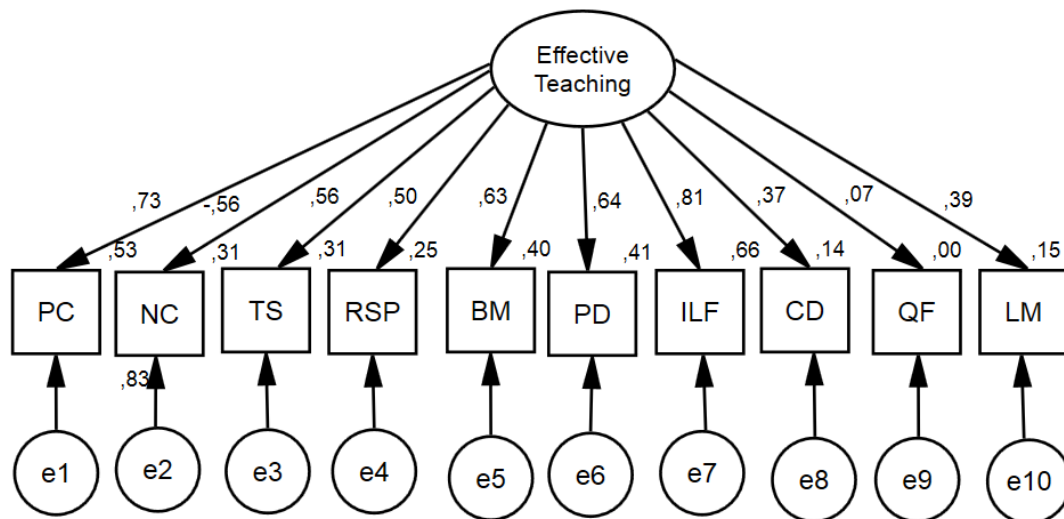 Effective
Teaching
,73 -,56 ,56 ,50 ,63 ,64 ,81 ,37 ,07 ,39
,53 ,31 ,31 ,25 ,40 ,41 ,66 ,14 ,00 ,15
PC NC TS RSP BM PD ILF CD QF LM
,83
e1 e2 e3 e4 e5 e6 e7 e8 e9 e10